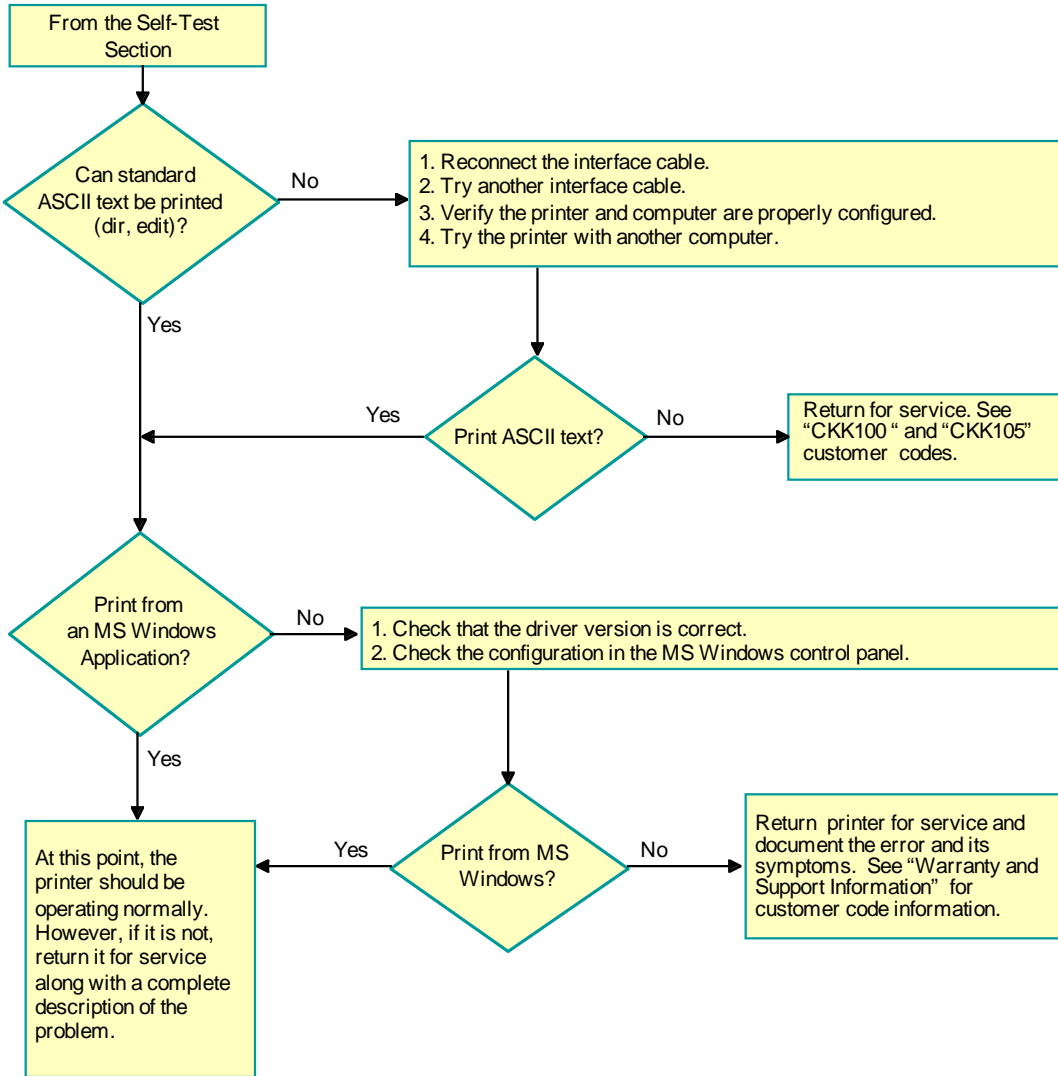 From the Self-Test
Section
Can standard
ASCII text be printed
(dir, edit)?
No
1. Reconnect the interface cable.
2. Try another interface cable.
3. Verify the printer and computer are properly configured.
4. Try the printer with another computer.
Yes
Yes
Print ASCII text?
No
Return for service. See
“CKK100 “ and “CKK105”
customer codes.
Print from
an MS Windows
Application?
No
1. Check that the driver version is correct.
2. Check the configuration in the MS Windows control panel.
Yes
At this point, the
printer should be
operating normally.
However, if it is not,
return it for service
along with a complete
description of the
problem.
Yes
Print from MS
Windows?
No
Return printer for service and
document the error and its
symptoms. See “Warranty and
Support Information” for
customer code information.